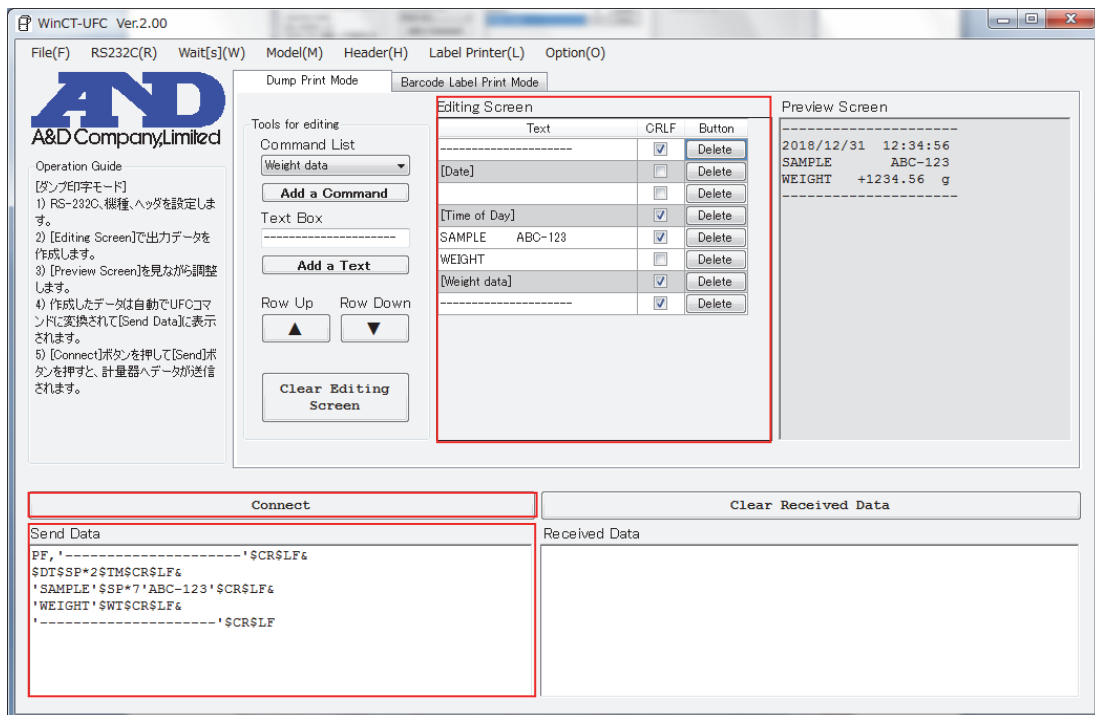 WinCT-UFC Ver.2.00
File(F) RS232C(R) Wait[s](W) Model(M) Header(H) Label Printer(L) Option(O)
A&D Company,Limited
Operation Guide
[ダンプ印字モード]
1) RS-232C、機種、ヘッダを設定しま
す。
2) [Editing Screen]で出力データを
作成します。
3) [Preview Screen]を見ながら調整
します。
4) 作成したデータは自動でUFCコマ
ンドに変換されて[Send Data]に表示
されます。
5) [Connect]ボタンを押して[Send]ボ
タンを押すと、計量器へデータが送信
されます。
Dump Print Mode Barcode Label Print Mode
Tools for editing
Command List
Weight data
Add a Command
Text Box
---------------------
Add a Text
Row Up Row Down
▲ ▼
Clear Editing
Screen
Editing Screen
Text CRLF Button
--------------------- Delete
[Date] Delete
Delete
[Time of Day] Delete
SAMPLE ABC-123 Delete
WEIGHT Delete
[Weight data] Delete
--------------------- Delete
Preview Screen
---------------------
2018/12/31 12:34:56
SAMPLE ABC-123
WEIGHT +1234.56 g
---------------------
Connect
Clear Received Data
Send Data
PF,'---------------------'$CR$LF&
$DT$SP*2$TM$CR$LF&
'SAMPLE'$SP*7'ABC-123'$CR$LF&
'WEIGHT'$WT$CR$LF&
'---------------------'$CR$LF
Received Data